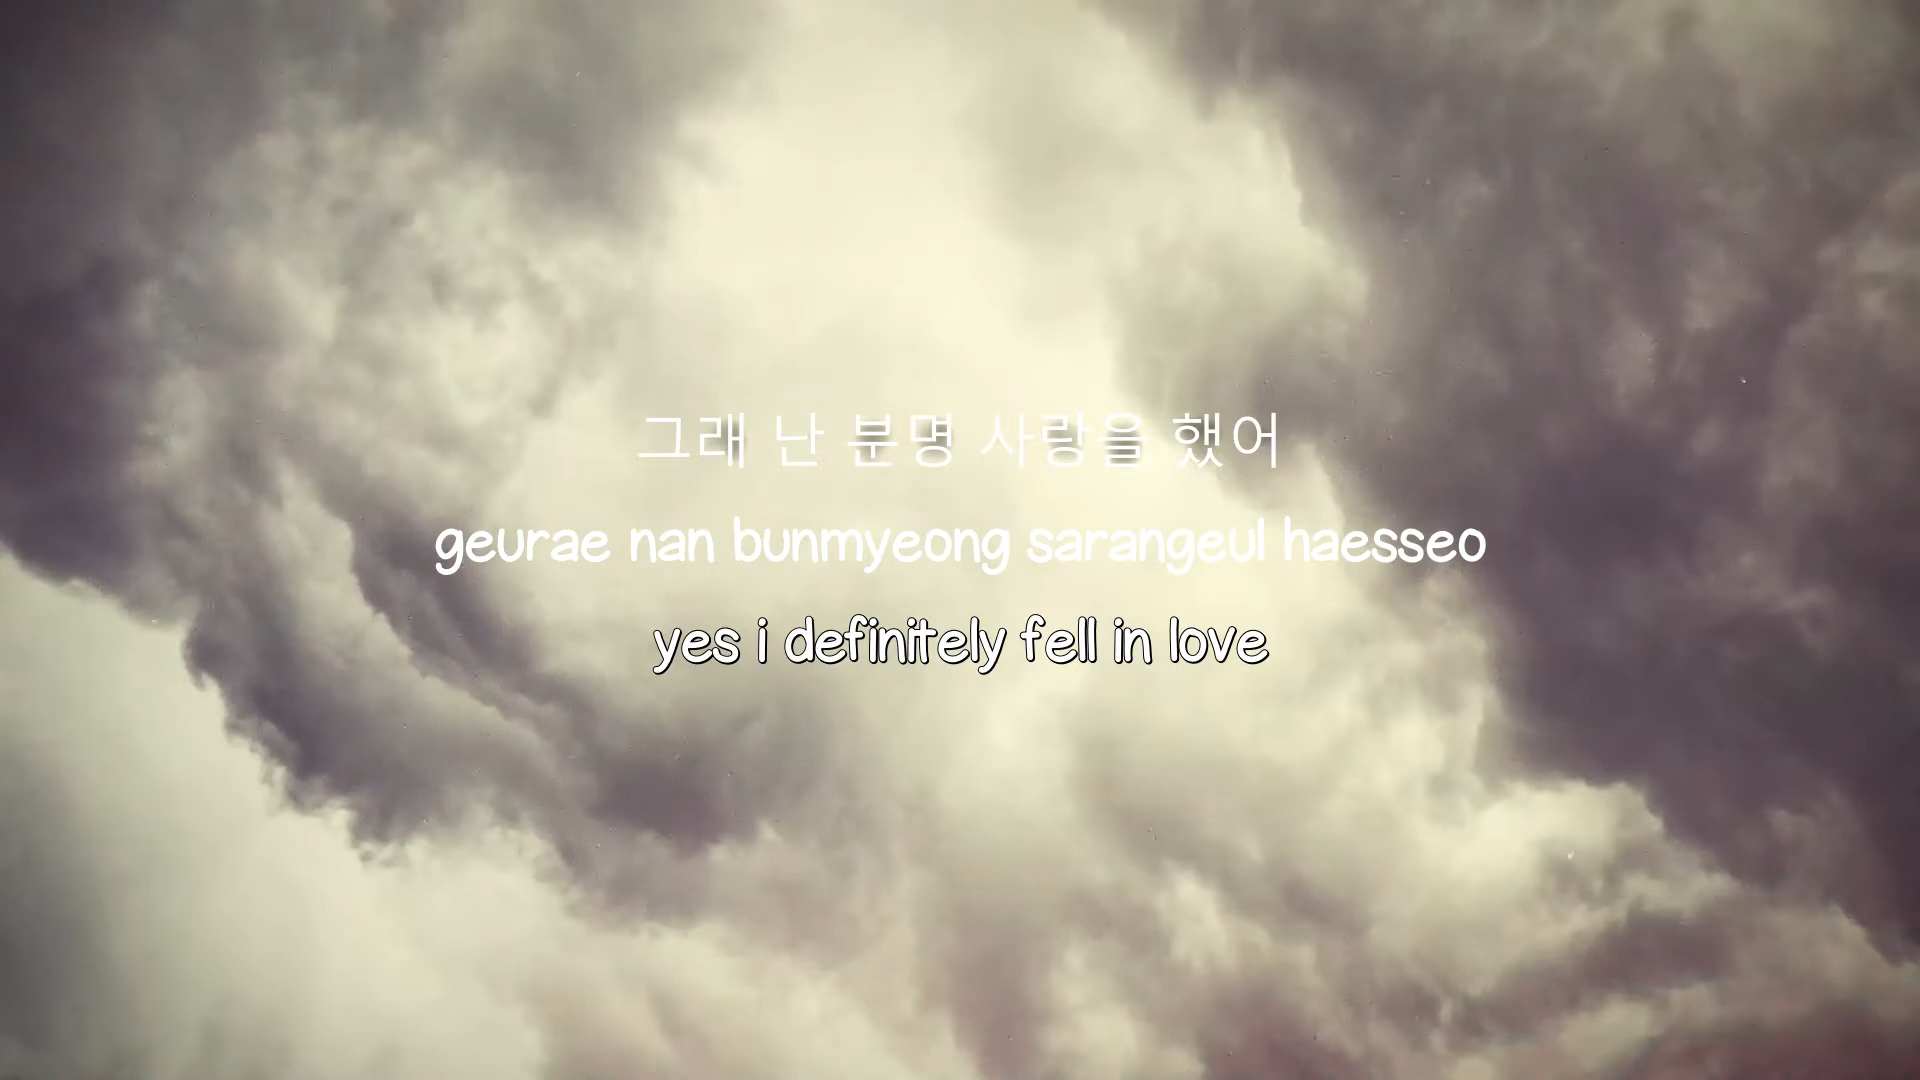 그래 난 분명 사랑을 했어
geurae nan bunmyeong sarangeul haesseo
yes i definitely fell in love